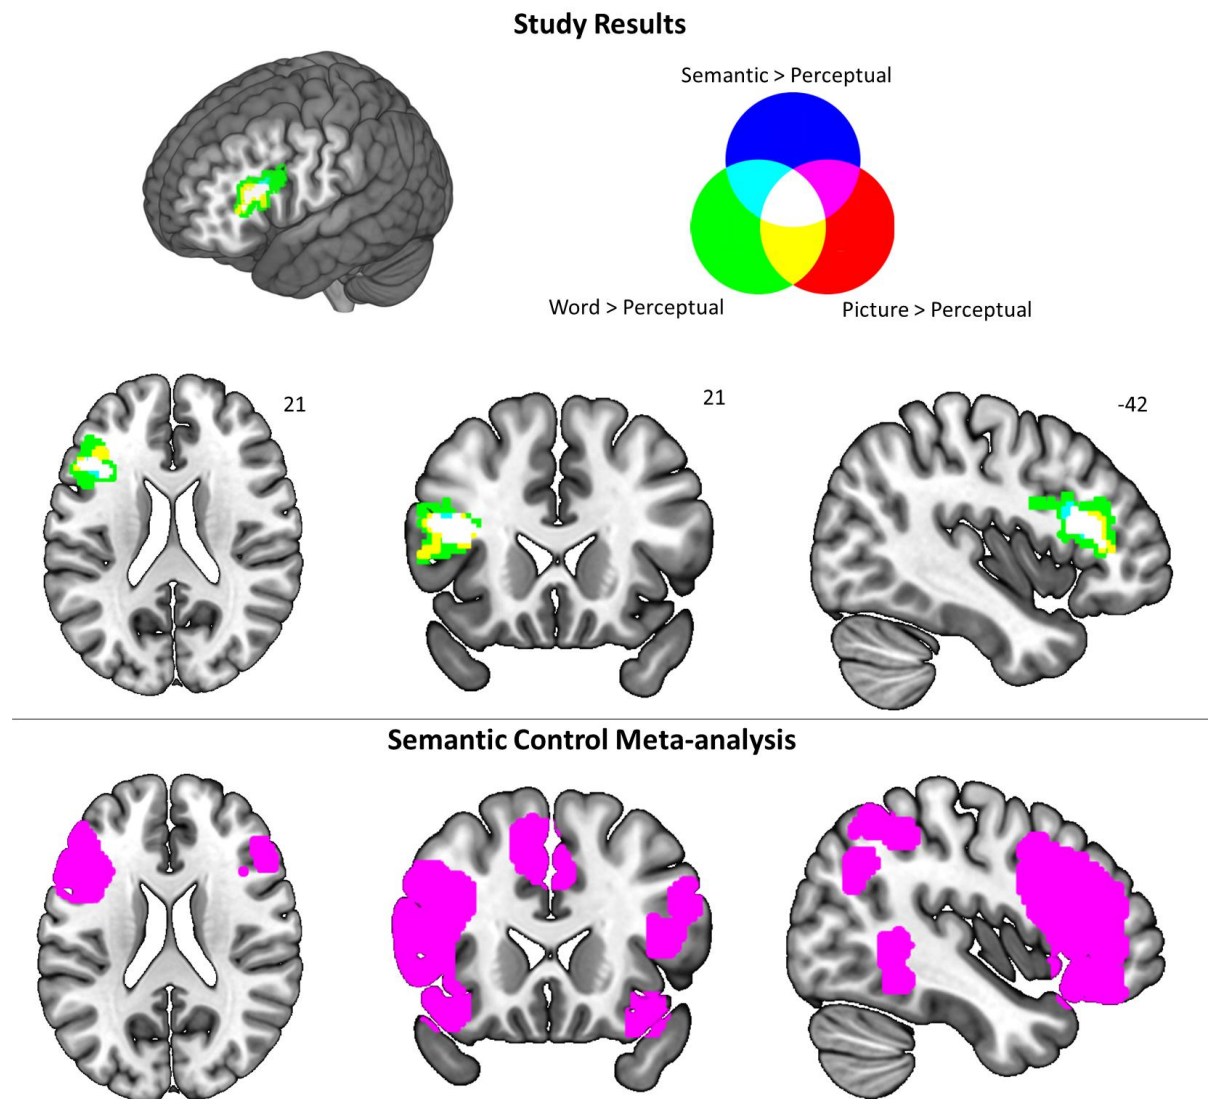 Study Results
Semantic > Perceptual
Word > Perceptual
Picture > Perceptual
21
21
-42
Semantic Control Meta-analysis